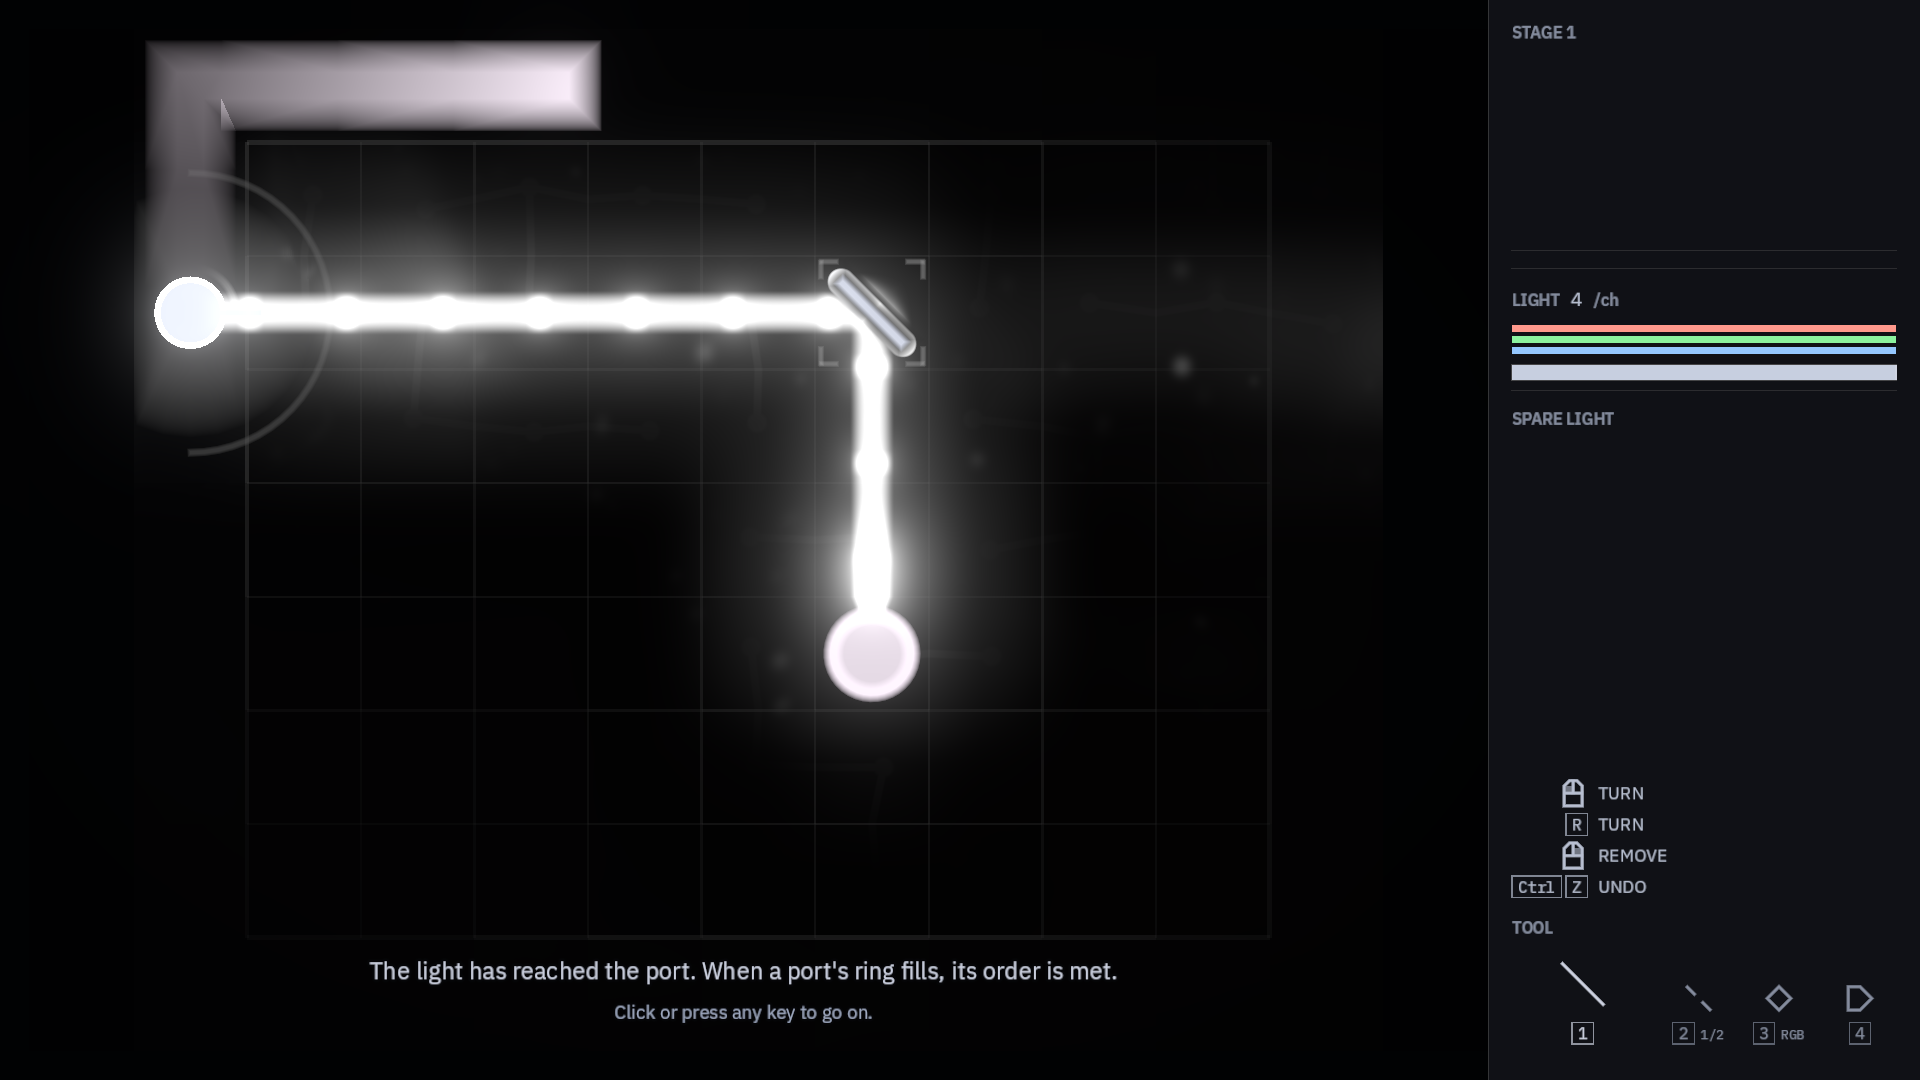 STAGE 1
LIGHT 4 /ch
SPARE LIGHT
TURN
R TURN
REMOVE
Ctrl Z UNDO
TOOL
1 2 1/2 3 RGB 4
The light has reached the port. When a port's ring fills, its order is met.
Click or press any key to go on.